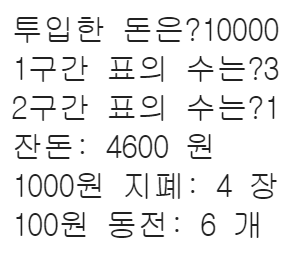 투입한 돈은?10000
1구간 표의 수는?3
2구간 표의 수는?1
잔돈: 4600 원
1000원 지폐: 4 장
100원 동전: 6 개